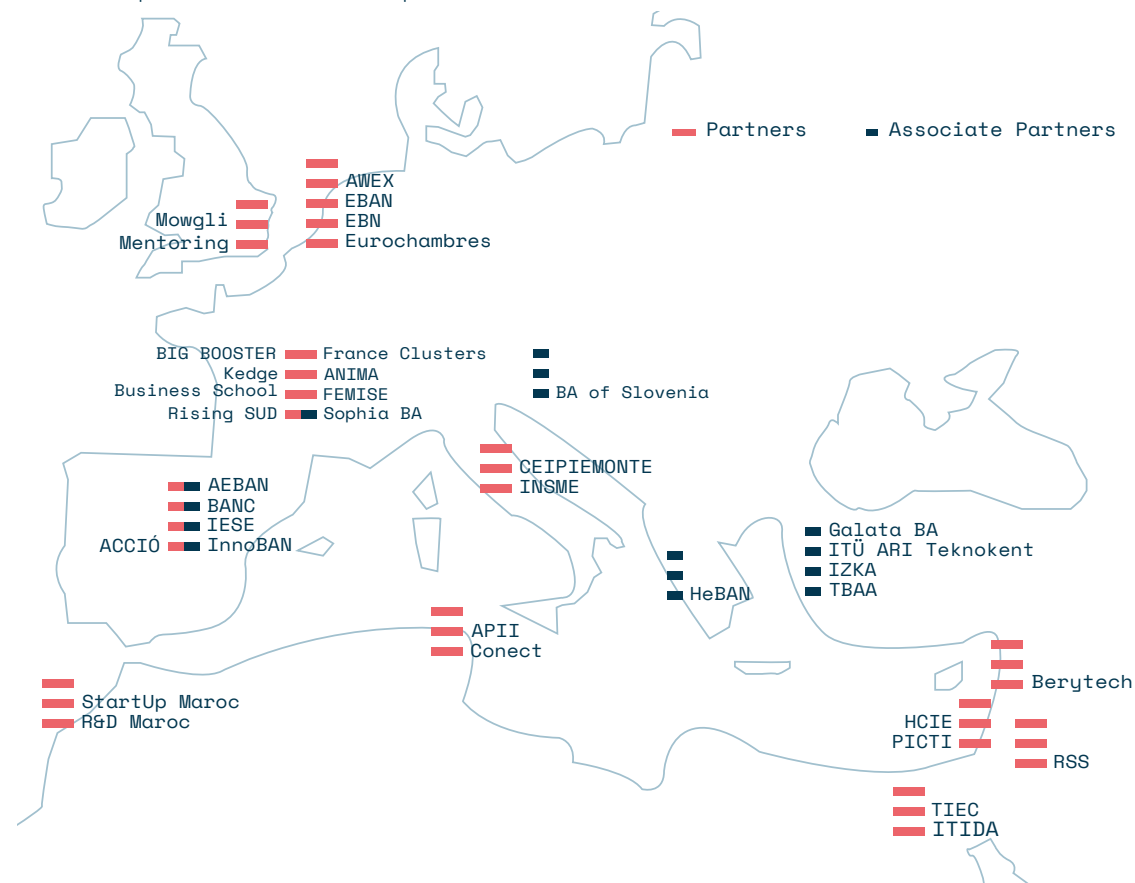 Partners
Associate Partners
AWEX
EBAN
EBN
Eurochambres
Mowgli
Mentoring
BIG BOOSTER
France Clusters
Kedge
ANIMA
Business School
FEMISE
Rising SUD
Sophia BA
BA of Slovenia
CEIPIEMONTE
INSME
AEBAN
BANC
IESE
ACCIÓ
InnoBAN
Galata BA
ITÜ ARI Teknokent
IZKA
TBAA
HeBAN
APII
Conect
Berytech
StartUp Maroc
R&D Maroc
HCIE
PICTI
RSS
TIEC
ITIDA